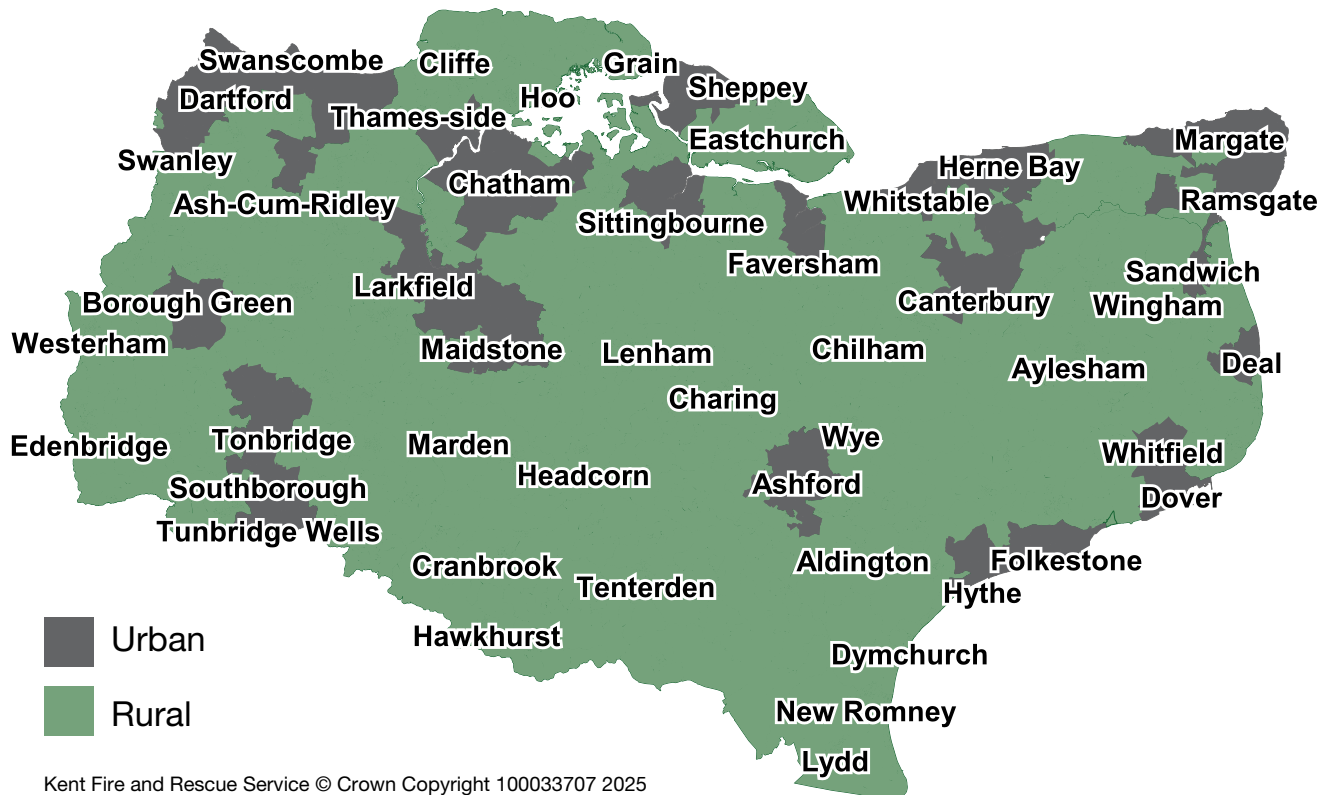 Swanscombe
Cliffe
Grain
Sheppey
Dartford
Hoo
Thames-side
Eastchurch
Margate
Swanley
Herne Bay
Chatham
Ash-Cum-Ridley
Whitstable
Ramsgate
Sittingbourne
Faversham
Sandwich
Larkfield
Borough Green
Canterbury
Wingham
Westerham
Maidstone
Lenham
Chilham
Aylesham
Deal
Charing
Edenbridge
Tonbridge
Marden
Wye
Whitfield
Headcorn
Ashford
Southborough
Dover
Tunbridge Wells
Cranbrook
Aldington
Folkestone
Tenterden
Hythe
Hawkhurst
Urban
Dymchurch
Rural
New Romney
Lydd
Kent Fire and Rescue Service © Crown Copyright 100033707 2025